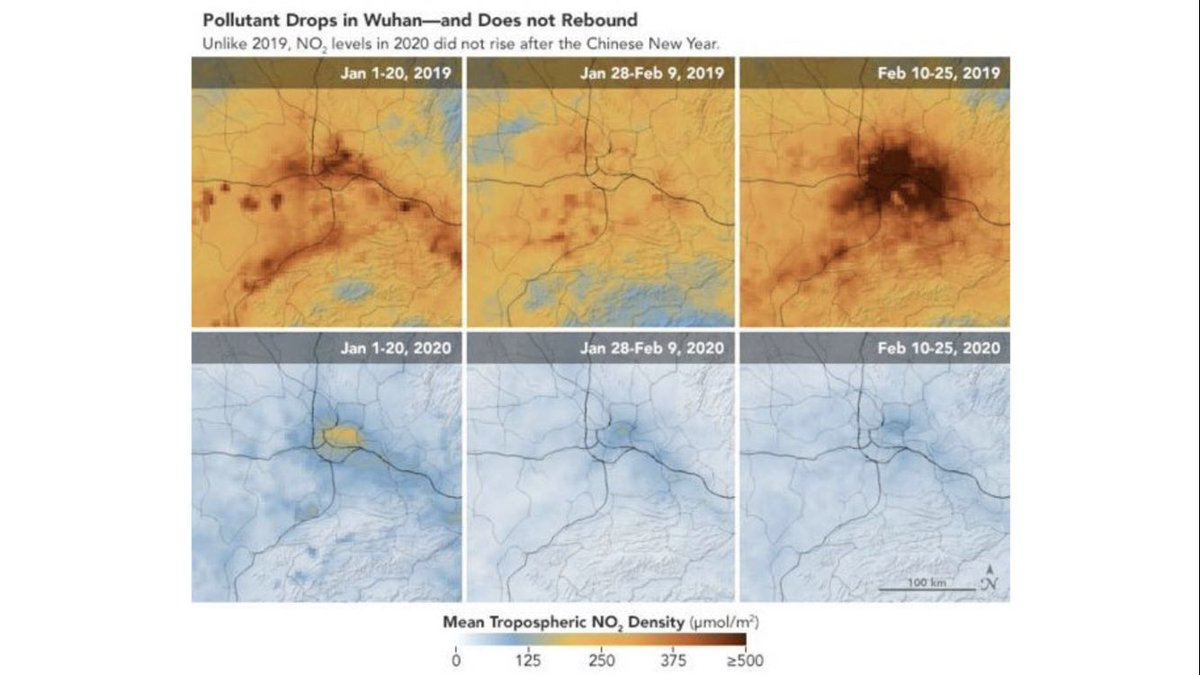 Pollutant Drops in Wuhan—and Does not Rebound
Unlike 2019, NO₂ levels in 2020 did not rise after the Chinese New Year.
Jan 1-20, 2019
Jan 28-Feb 9, 2019
Feb 10-25, 2019
Jan 1-20, 2020
Jan 28-Feb 9, 2020
Feb 10-25, 2020
100 km
N
Mean Tropospheric NO₂ Density (µmol/m²)
0 125 250 375 ≥500